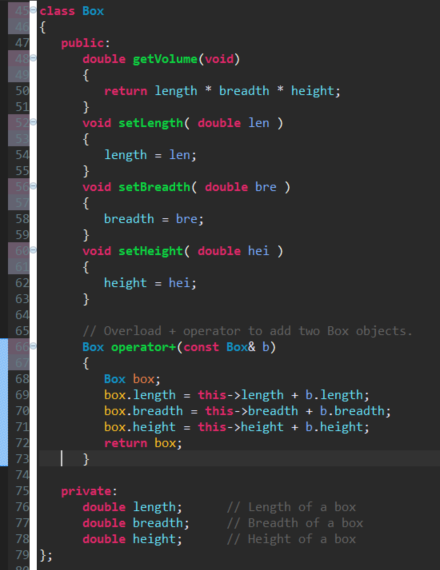 45 class Box
46 {
47 public:
48 double getVolume(void)
49 {
50 return length * breadth * height;
51 }
52 void setLength( double len )
53 {
54 length = len;
55 }
56 void setBreadth( double bre )
57 {
58 breadth = bre;
59 }
60 void setHeight( double hei )
61 {
62 height = hei;
63 }
64
65 // Overload + operator to add two Box objects.
66 Box operator+(const Box& b)
67 {
68 Box box;
69 box.length = this->length + b.length;
70 box.breadth = this->breadth + b.breadth;
71 box.height = this->height + b.height;
72 return box;
73 }
74
75 private:
76 double length; // Length of a box
77 double breadth; // Breadth of a box
78 double height; // Height of a box
79 };